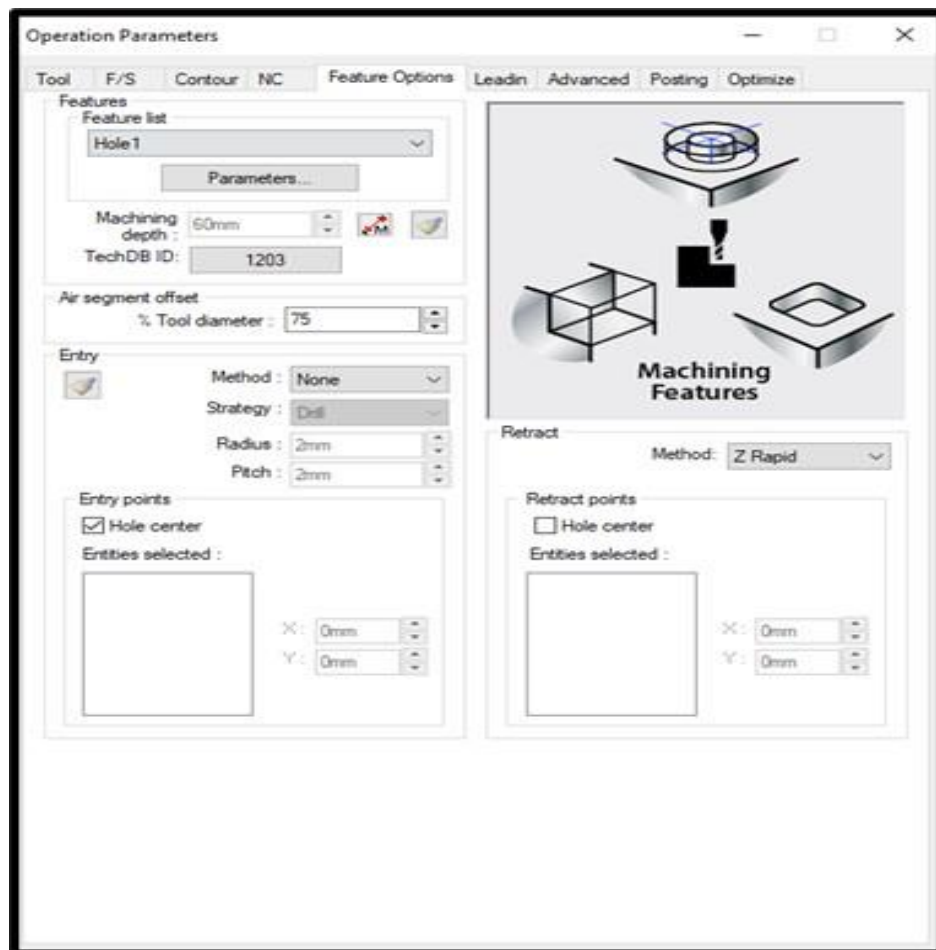 Operation Parameters
Tool F/S Contour NC Feature Options Leadin Advanced Posting Optimize
Features
Feature list
Hole1
Parameters...
Machining depth : 60mm
M
TechDB ID: 1203
Air segment offset
% Tool diameter : 75
Entry
Method : None
Strategy : Drill
Radius : 2mm
Pitch : 2mm
Entry points
Hole center
Entities selected :
X : 0mm
Y : 0mm
Machining
Features
Retract
Method: Z Rapid
Retract points
Hole center
Entities selected :
X : 0mm
Y : 0mm